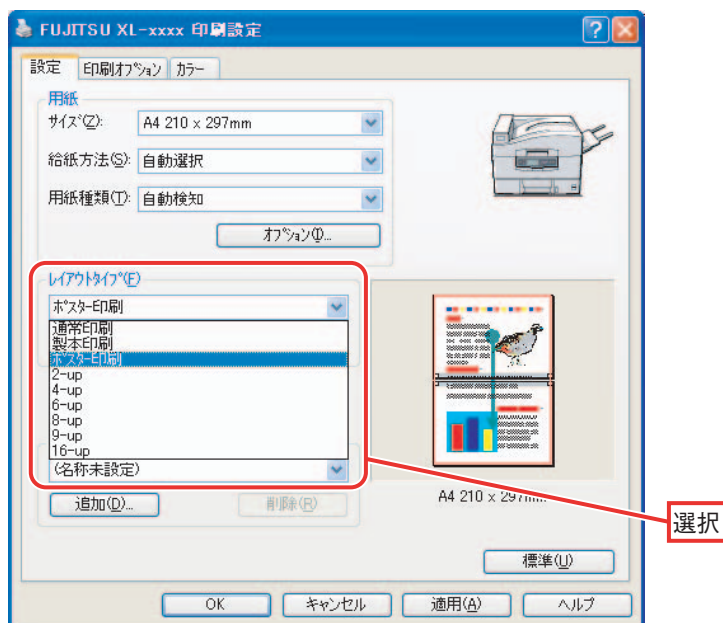 FUJITSU XL-xxxx 印刷設定
設定 印刷オプション カラー
用紙
サイズ(Z): A4 210 x 297mm
給紙方法(S): 自動選択
用紙種類(T): 自動検知
オプション(I)...
レイアウトタイプ(F)
ポスター印刷
通常印刷
製本印刷
ポスター印刷
2-up
4-up
6-up
8-up
9-up
16-up
(名称未設定)
追加(D)... 削除(R)
A4 210 x 297mm
選択
標準(U)
OK キャンセル 適用(A) ヘルプ